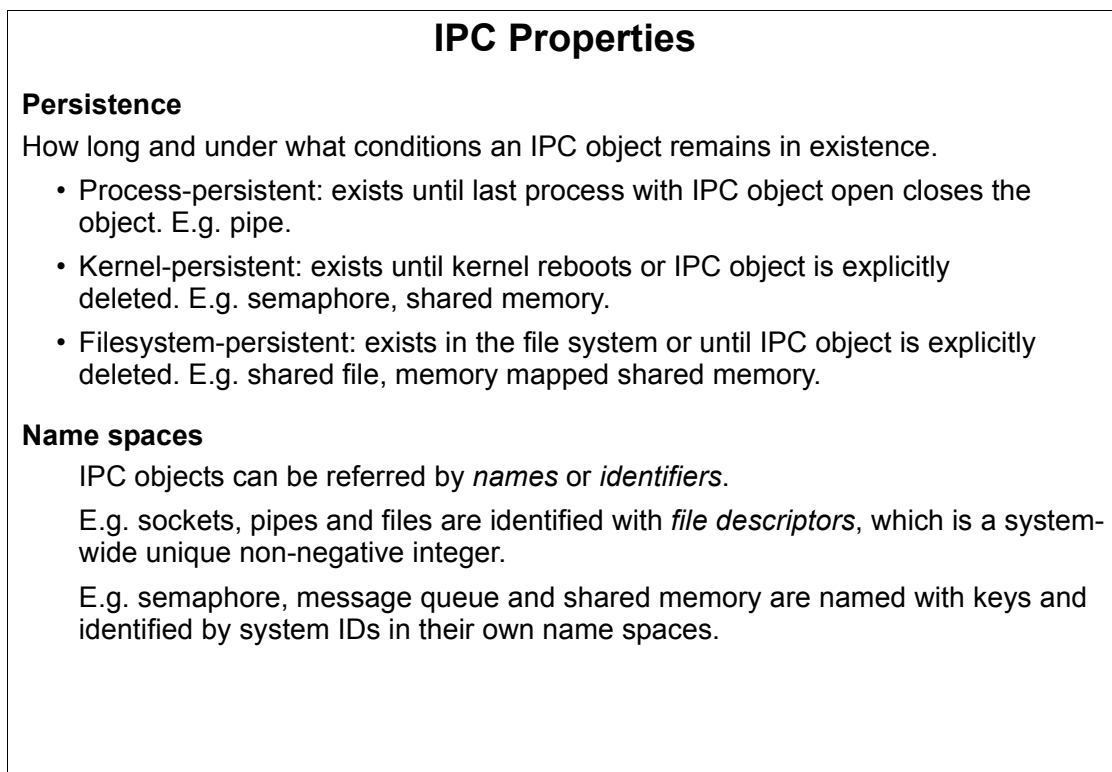 IPC Properties
Persistence
How long and under what conditions an IPC object remains in existence.
• Process-persistent: exists until last process with IPC object open closes the
object. E.g. pipe.
• Kernel-persistent: exists until kernel reboots or IPC object is explicitly
deleted. E.g. semaphore, shared memory.
• Filesystem-persistent: exists in the file system or until IPC object is explicitly
deleted. E.g. shared file, memory mapped shared memory.
Name spaces
IPC objects can be referred by names or identifiers.
E.g. sockets, pipes and files are identified with file descriptors, which is a system-
wide unique non-negative integer.
E.g. semaphore, message queue and shared memory are named with keys and
identified by system IDs in their own name spaces.